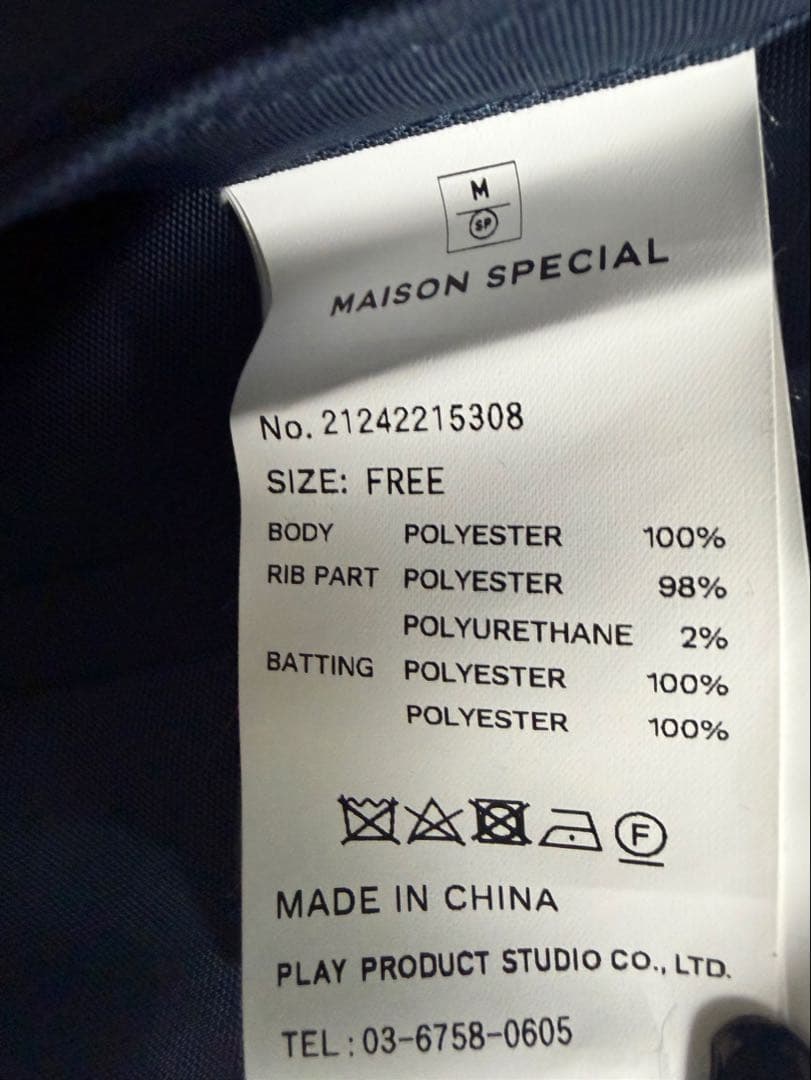 M
SP
MAISON SPECIAL
No. 21242215308
SIZE: FREE
BODY POLYESTER 100%
RIB PART POLYESTER 98%
POLYURETHANE 2%
BATTING POLYESTER 100%
POLYESTER 100%
F
MADE IN CHINA
PLAY PRODUCT STUDIO CO., LTD.
TEL : 03-6758-0605